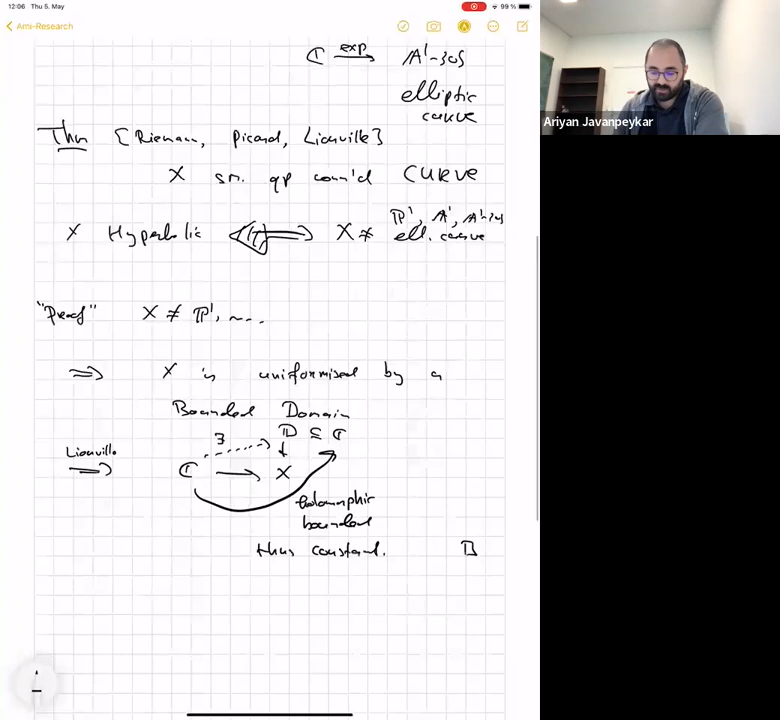 12:06 Thu 5. May
99 %
Ami-Research
ℂ exp→ 𝔸¹-{0}
elliptic
curve
Thm {Riemann, Picard, Liouville}
X sm. qp conn'd CURVE
X Hyperbolic ⟺ X ≠ ℙ¹, 𝔸¹, 𝔸¹-{0}
ell. curve
"Proof" X ≠ ℙ¹, ~...
⟹ X is uniformised by a
Bounded Domain
∃ 𝔻 ⊆ ℂ
Liouville
⟹ ℂ → X
holomorphic
bounded
thus constant. □
Ariyan Javanpeykar